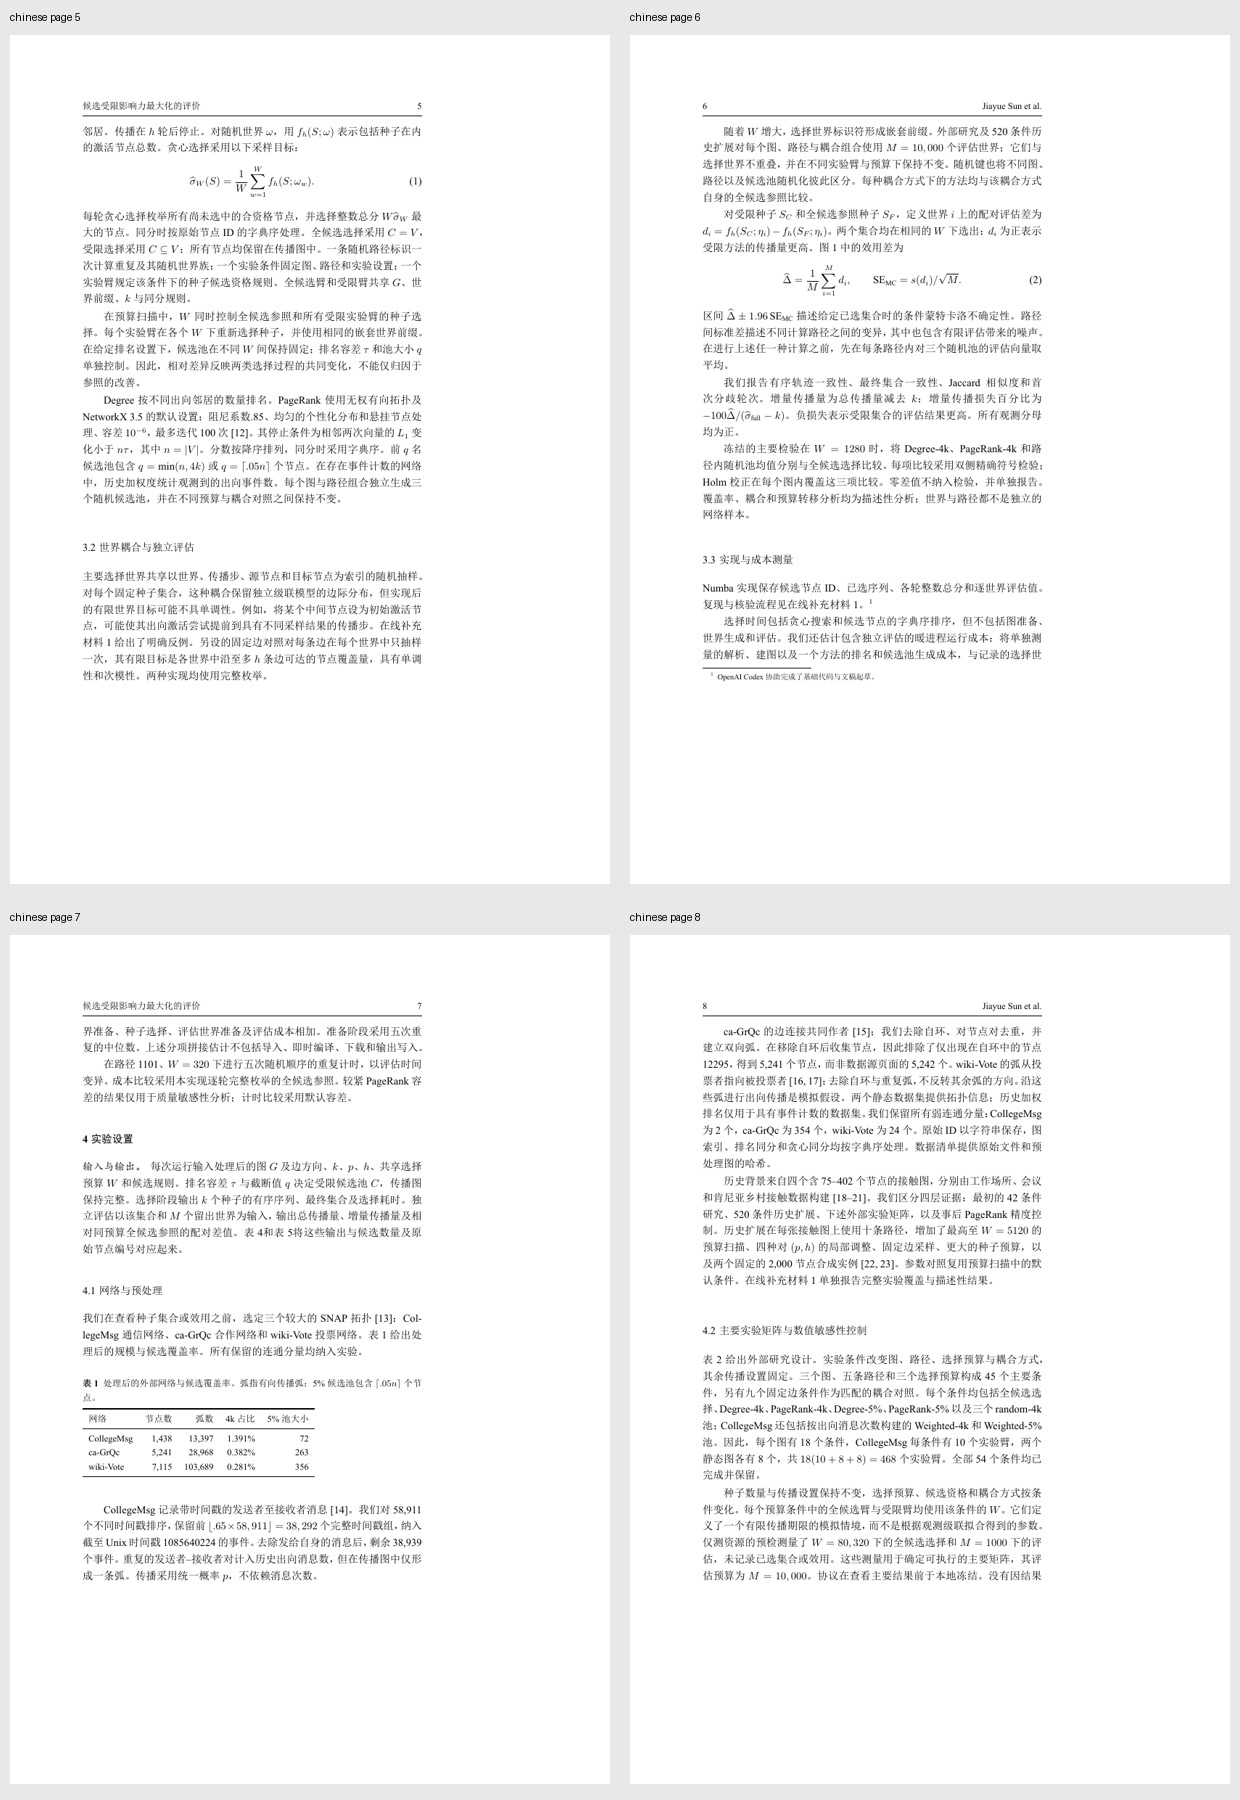 chinese page 5
候选受限影响力最大化的评价 5
邻居。传播在 h 轮后停止。对随机世界 ω，用 f_h(S;ω) 表示包括种子在内
的激活节点总数。贪心选择采用以下采样目标：
σ̂_W(S) = 1/W ∑_{w=1}^{W} f_h(S;ω_w). (1)
每轮贪心选择枚举所有尚未选中的合资格节点，并选择整数总分 Wσ̂_W 最
大的节点。同分时按原始节点 ID 的字典序处理。全候选选择采用 C = V，
受限选择采用 C ⊆ V；所有节点均保留在传播图中。一条随机路径标识一
次计算重复及其随机世界族；一个实验条件固定图、路径和实验设置；一个
实验臂规定该条件下的种子候选资格规则。全候选臂和受限臂共享 G、世
界前缀、k 与同分规则。
在预算扫描中，W 同时控制全候选参照和所有受限实验臂的种子选
择。每个实验臂在各个 W 下重新选择种子，并使用相同的嵌套世界前缀。
在给定排名设置下，候选池在不同 W 间保持固定；排名容差 τ 和池大小 q
单独控制。因此，相对差异反映两类选择过程的共同变化，不能仅归因于
参照的改善。
Degree 按不同出向邻居的数量排名。PageRank 使用无权有向拓扑及
NetworkX 3.5 的默认设置：阻尼系数.85、均匀的个性化分布和悬挂节点处
理、容差 10⁻⁶，最多迭代 100 次 [12]。其停止条件为相邻两次向量的 L₁ 变
化小于 nτ，其中 n = |V|。分数按降序排列，同分时采用字典序。前 q 名
候选池包含 q = min(n, 4k) 或 q = ⌈.05n⌉ 个节点。在存在事件计数的网络
中，历史加权度统计观测到的出向事件数。每个图与路径组合独立生成三
个随机候选池，并在不同预算与耦合对照之间保持不变。
3.2 世界耦合与独立评估
主要选择世界共享以世界、传播步、源节点和目标节点为索引的随机抽样。
对每个固定种子集合，这种耦合保留独立级联模型的边际分布，但实现后
的有限世界目标可能不具单调性。例如，将某个中间节点设为初始激活节
点，可能使其出向激活尝试提前到具有不同采样结果的传播步。在线补充
材料 1 给出了明确反例。另设的固定边对照对每条边在每个世界中只抽样
一次，其有限目标是各世界中沿至多 h 条边可达的节点覆盖量，具有单调
性和次模性。两种实现均使用完整枚举。
chinese page 6
6 Jiayue Sun et al.
随着 W 增大，选择世界标识符形成嵌套前缀。外部研究及 520 条件历
史扩展对每个图、路径与耦合组合使用 M = 10,000 个评估世界；它们与
选择世界不重叠，并在不同实验臂与预算下保持不变。随机键也将不同图、
路径以及候选池随机化彼此区分。每种耦合方式下的方法均与该耦合方式
自身的全候选参照比较。
对受限种子 S_C 和全候选参照种子 S_F，定义世界 i 上的配对评估差为
d_i = f_h(S_C;η_i) − f_h(S_F;η_i)。两个集合均在相同的 W 下选出；d_i 为正表示
受限方法的传播量更高。图 1 中的效用差为
Δ̂ = 1/M ∑_{i=1}^{M} d_i, SE_MC = s(d_i)/√M. (2)
区间 Δ̂ ± 1.96 SE_MC 描述给定已选集合时的条件蒙特卡洛不确定性。路径
间标准差描述不同计算路径之间的变异，其中也包含有限评估带来的噪声。
在进行上述任一种计算之前，先在每条路径内对三个随机池的评估向量取
平均。
我们报告有序轨迹一致性、最终集合一致性、Jaccard 相似度和首
次分歧轮次。增量传播量为总传播量减去 k；增量传播损失百分比为
−100Δ̂/(σ̂_full − k)。负损失表示受限集合的评估结果更高。所有观测分母
均为正。
冻结的主要检验在 W = 1280 时，将 Degree-4k、PageRank-4k 和路
径内随机池均值分别与全候选选择比较。每项比较采用双侧精确符号检验；
Holm 校正在每个图内覆盖这三项比较。零差值不纳入检验，并单独报告。
覆盖率、耦合和预算转移分析均为描述性分析；世界与路径都不是独立的
网络样本。
3.3 实现与成本测量
Numba 实现保存候选节点 ID、已选序列、各轮整数总分和逐世界评估值。
复现与核验流程见在线补充材料 1。¹
选择时间包括贪心搜索和候选节点的字典序排序，但不包括图准备、
世界生成和评估。我们还估计包含独立评估的暖进程运行成本：将单独测
量的解析、建图以及一个方法的排名和候选池生成成本，与记录的选择世
¹ OpenAI Codex 协助完成了基础代码与文稿起草。
chinese page 7
候选受限影响力最大化的评价 7
界准备、种子选择、评估世界准备及评估成本相加。准备阶段采用五次重
复的中位数。上述分项拼接估计不包括导入、即时编译、下载和输出写入。
在路径 1101、W = 320 下进行五次随机顺序的重复计时，以评估时间
变异。成本比较采用本实现逐轮完整枚举的全候选参照。较紧 PageRank 容
差的结果仅用于质量敏感性分析；计时比较采用默认容差。
4 实验设置
输入与输出。 每次运行输入处理后的图 G 及边方向、k、p、h、共享选择
预算 W 和候选规则。排名容差 τ 与截断值 q 决定受限候选池 C，传播图
保持完整。选择阶段输出 k 个种子的有序序列、最终集合及选择耗时。独
立评估以该集合和 M 个留出世界为输入，输出总传播量、增量传播量及相
对同预算全候选参照的配对差值。表 4和表 5将这些输出与候选数量及原
始节点编号对应起来。
4.1 网络与预处理
我们在查看种子集合或效用之前，选定三个较大的 SNAP 拓扑 [13]：Col-
legeMsg 通信网络、ca-GrQc 合作网络和 wiki-Vote 投票网络。表 1 给出处
理后的规模与候选覆盖率。所有保留的连通分量均纳入实验。
表 1 处理后的外部网络与候选覆盖率。弧指有向传播弧；5% 候选池包含 ⌈.05n⌉ 个节
点。
网络 节点数 弧数 4k 占比 5% 池大小
CollegeMsg 1,438 13,397 1.391% 72
ca-GrQc 5,241 28,968 0.382% 263
wiki-Vote 7,115 103,689 0.281% 356
CollegeMsg 记录带时间戳的发送者至接收者消息 [14]。我们对 58,911
个不同时间戳排序，保留前 ⌊.65×58,911⌋ = 38,292 个完整时间戳组，纳入
截至 Unix 时间戳 1085640224 的事件。去除发给自身的消息后，剩余 38,939
个事件。重复的发送者–接收者对计入历史出向消息数，但在传播图中仅形
成一条弧。传播采用统一概率 p，不依赖消息次数。
chinese page 8
8 Jiayue Sun et al.
ca-GrQc 的边连接共同作者 [15]；我们去除自环、对节点对去重，并
建立双向弧。在移除自环后收集节点，因此排除了仅出现在自环中的节点
12295，得到 5,241 个节点，而非数据源页面的 5,242 个。wiki-Vote 的弧从投
票者指向被投票者 [16, 17]；去除自环与重复弧，不反转其余弧的方向。沿这
些弧进行出向传播是模拟假设。两个静态数据集提供拓扑信息；历史加权
排名仅用于具有事件计数的数据集。我们保留所有弱连通分量：CollegeMsg
为 2 个，ca-GrQc 为 354 个，wiki-Vote 为 24 个。原始 ID 以字符串保存，图
索引、排名同分和贪心同分均按字典序处理。数据清单提供原始文件和预
处理图的哈希。
历史背景来自四个含 75–402 个节点的接触图，分别由工作场所、会议
和肯尼亚乡村接触数据构建 [18–21]。我们区分四层证据：最初的 42 条件
研究、520 条件历史扩展、下述外部实验矩阵，以及事后 PageRank 精度控
制。历史扩展在每张接触图上使用十条路径，增加了最高至 W = 5120 的
预算扫描、四种对 (p, h) 的局部调整、固定边采样、更大的种子预算，以
及两个固定的 2,000 节点合成实例 [22, 23]。参数对照复用预算扫描中的默
认条件。在线补充材料 1 单独报告完整实验覆盖与描述性结果。
4.2 主要实验矩阵与数值敏感性控制
表 2 给出外部研究设计。实验条件改变图、路径、选择预算与耦合方式，
其余传播设置固定。三个图、五条路径和三个选择预算构成 45 个主要条
件，另有九个固定边条件作为匹配的耦合对照。每个条件均包括全候选选
择、Degree-4k、PageRank-4k、Degree-5%、PageRank-5% 以及三个 random-4k
池；CollegeMsg 还包括按出向消息次数构建的 Weighted-4k 和 Weighted-5%
池。因此，每个图有 18 个条件，CollegeMsg 每条件有 10 个实验臂，两个
静态图各有 8 个，共 18(10 + 8 + 8) = 468 个实验臂。全部 54 个条件均已
完成并保留。
种子数量与传播设置保持不变，选择预算、候选资格和耦合方式按条
件变化。每个预算条件中的全候选臂与受限臂均使用该条件的 W。它们定
义了一个有限传播期限的模拟情境，而不是根据观测级联拟合得到的参数。
仅测资源的预检测量了 W = 80, 320 下的全候选选择和 M = 1000 下的评
估，未记录已选集合或效用。这些测量用于确定可执行的主要矩阵，其评
估预算为 M = 10,000。协议在查看主要结果前于本地冻结。没有因结果